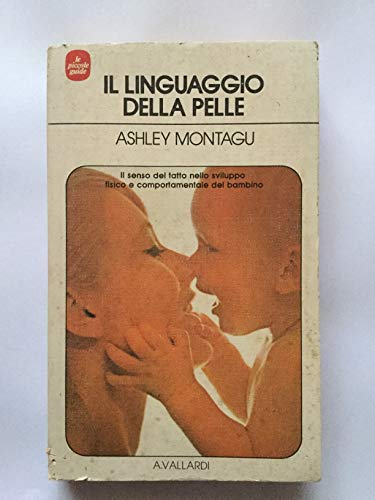 le
piccole
guide
IL LINGUAGGIO
DELLA PELLE
ASHLEY MONTAGU
Il senso del tatto nello sviluppo
fisico e comportamentale del bambino
A.VALLARDI